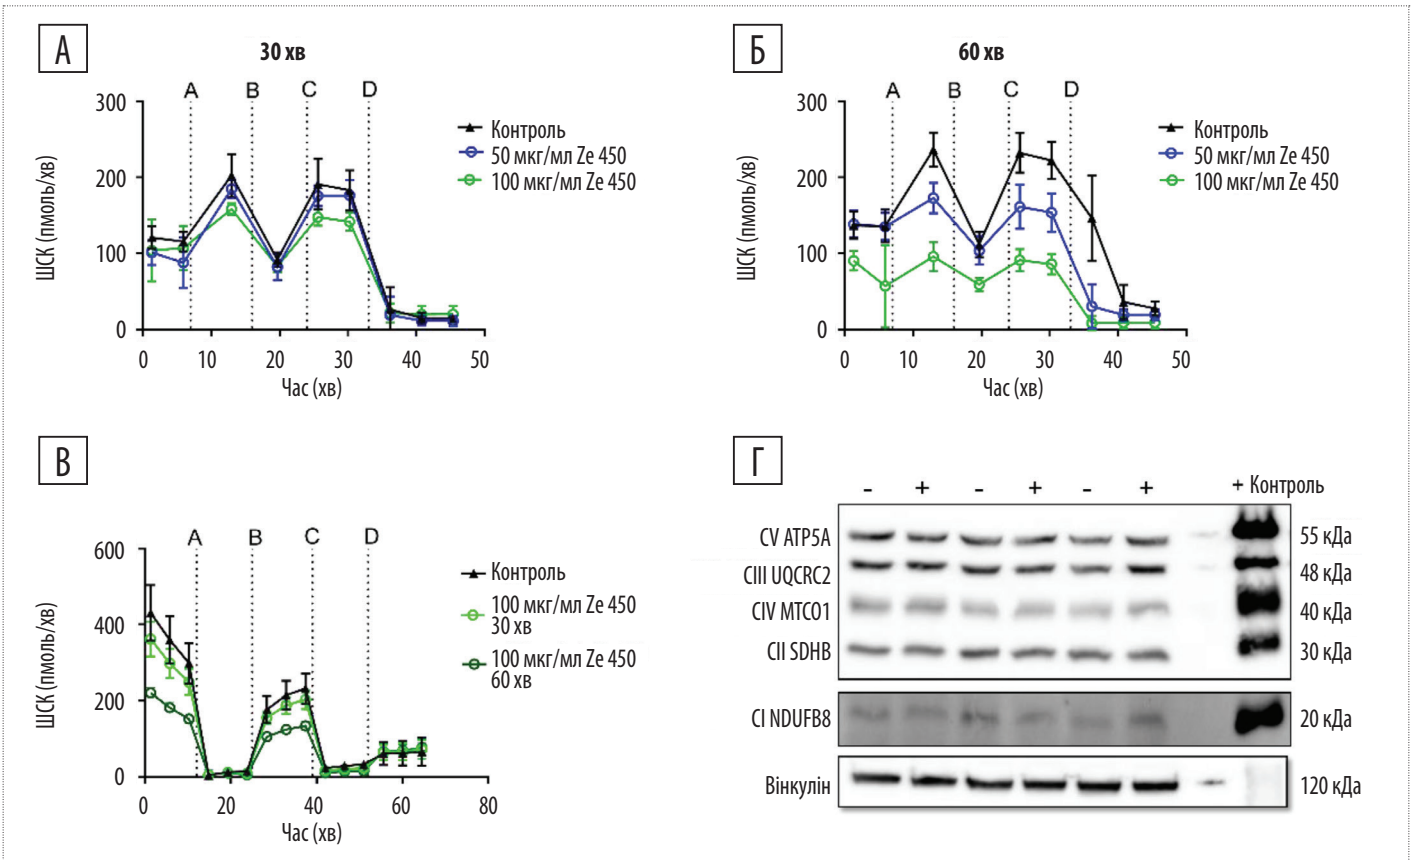 А
30 хв
A B C D
300
200
100
0
0 10 20 30 40 50
ШСК (пмоль/хв)
Час (хв)
Контроль
50 мкг/мл Ze 450
100 мкг/мл Ze 450
Б
60 хв
A B C D
300
200
100
0
0 10 20 30 40 50
ШСК (пмоль/хв)
Час (хв)
Контроль
50 мкг/мл Ze 450
100 мкг/мл Ze 450
В
A B C D
600
400
200
0
0 20 40 60 80
ШСК (пмоль/хв)
Час (хв)
Контроль
100 мкг/мл Ze 450
30 хв
100 мкг/мл Ze 450
60 хв
Г
- + - + - + + Контроль
CV ATP5A 55 кДа
CIII UQCRC2 48 кДа
CIV MTCO1 40 кДа
CII SDHB 30 кДа
CI NDUFB8 20 кДа
Вінкулін 120 кДа